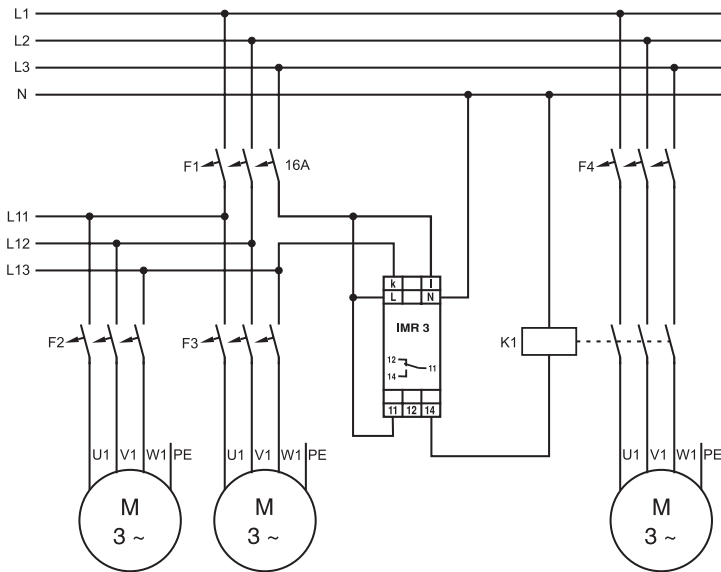 L1
L2
L3
N
F1 16A F4
L11
L12
L13
k l
L N
IMR 3
F2 F3 K1
12
11
14
11 12 14
U1 V1 W1 PE U1 V1 W1 PE U1 V1 W1
M M M
3 ~ 3 ~ 3 ~